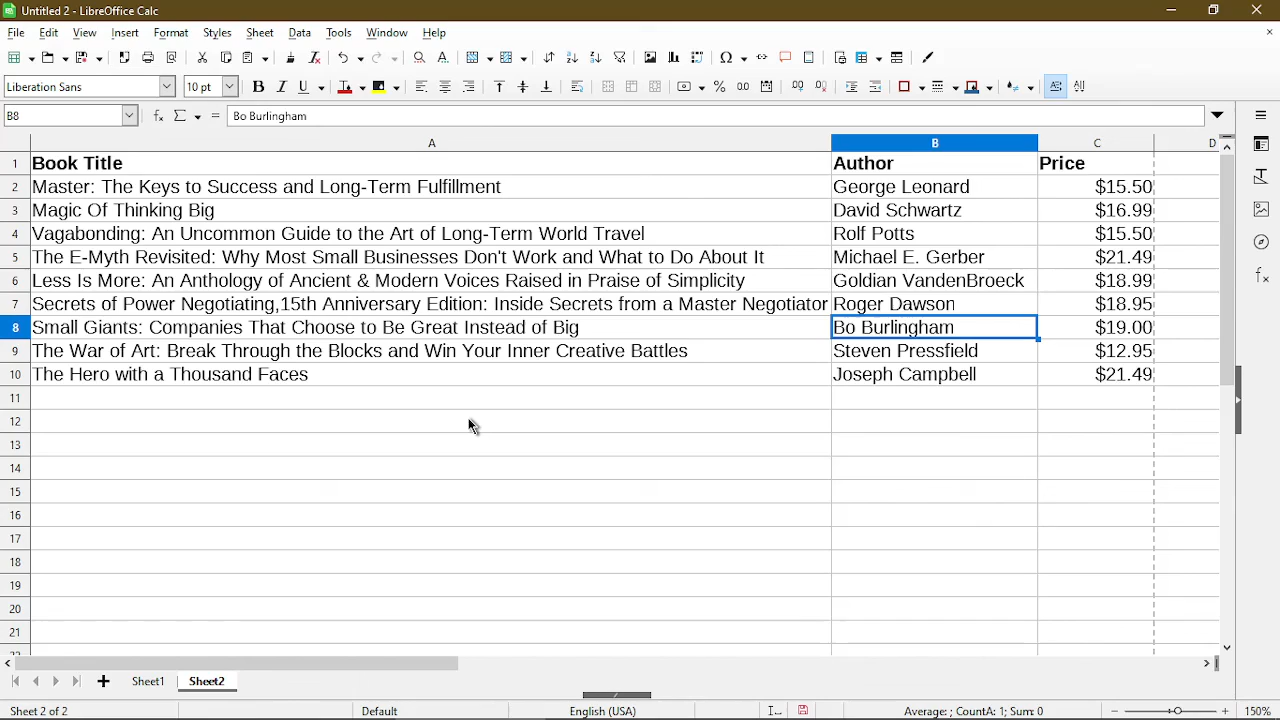 Untitled 2 - LibreOffice Calc
File Edit View Insert Format Styles Sheet Data Tools Window Help
Liberation Sans 10 pt
B8 Bo Burlingham
A B C D
1 Book Title Author Price
2 Master: The Keys to Success and Long-Term Fulfillment George Leonard $15.50
3 Magic Of Thinking Big David Schwartz $16.99
4 Vagabonding: An Uncommon Guide to the Art of Long-Term World Travel Rolf Potts $15.50
5 The E-Myth Revisited: Why Most Small Businesses Don't Work and What to Do About It Michael E. Gerber $21.49
6 Less Is More: An Anthology of Ancient & Modern Voices Raised in Praise of Simplicity Goldian VandenBroeck $18.99
7 Secrets of Power Negotiating,15th Anniversary Edition: Inside Secrets from a Master Negotiator Roger Dawson $18.95
8 Small Giants: Companies That Choose to Be Great Instead of Big Bo Burlingham $19.00
9 The War of Art: Break Through the Blocks and Win Your Inner Creative Battles Steven Pressfield $12.95
10 The Hero with a Thousand Faces Joseph Campbell $21.49
11
12
13
14
15
16
17
18
19
20
21
Sheet1 Sheet2
Sheet 2 of 2 Default English (USA) Average: ; CountA: 1; Sum: 0 150%